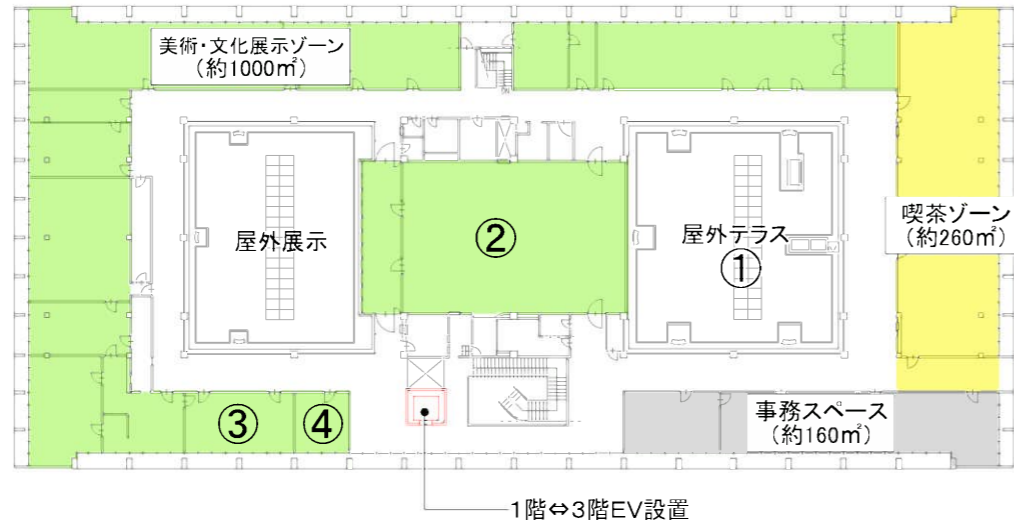 美術・文化展示ゾーン
(約1000㎡)
喫茶ゾーン
(約260㎡)
屋外展示
②
屋外テラス
①
③
④
事務スペース
(約160㎡)
1階⇔3階EV設置